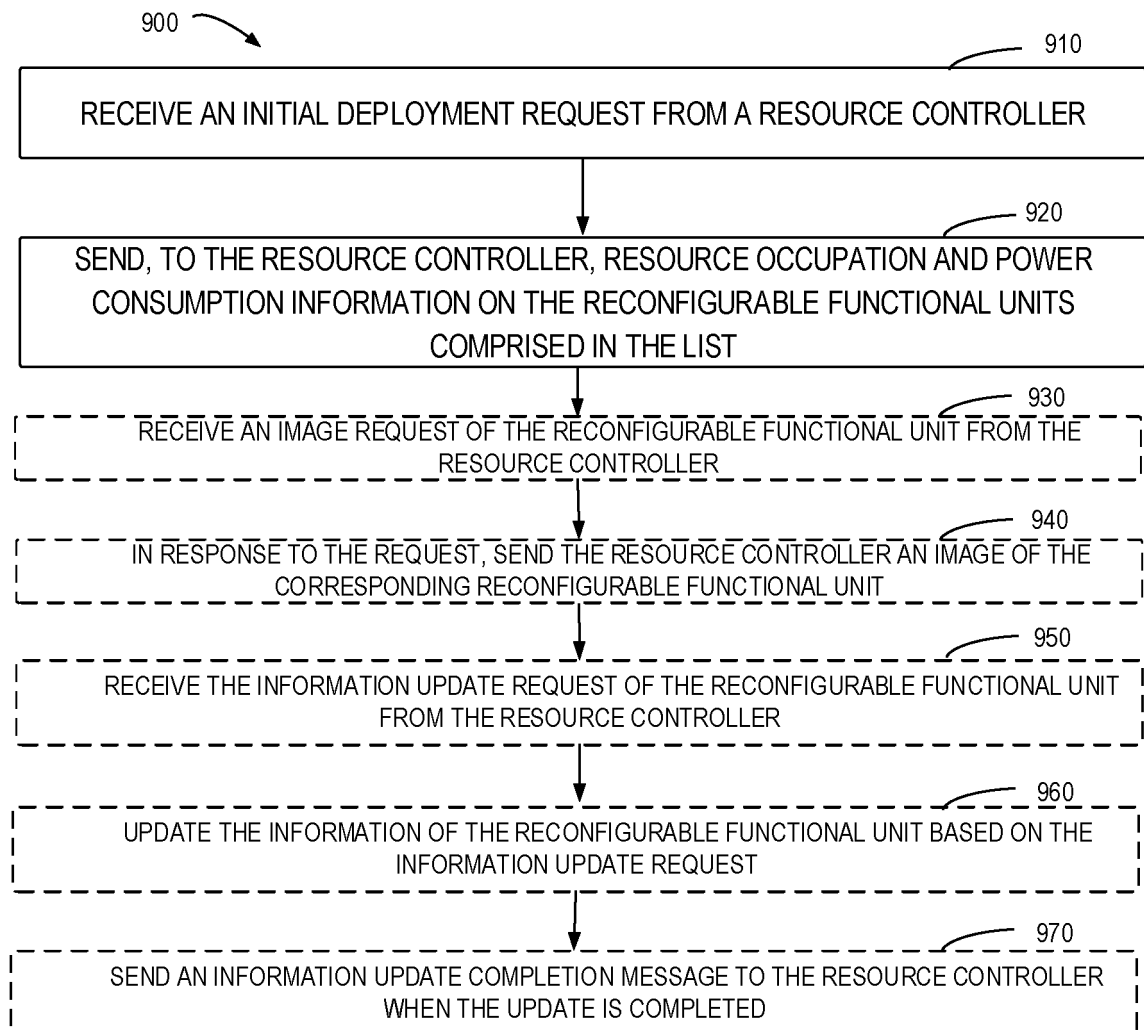 900
910
RECEIVE AN INITIAL DEPLOYMENT REQUEST FROM A RESOURCE CONTROLLER
920
SEND, TO THE RESOURCE CONTROLLER, RESOURCE OCCUPATION AND POWER
CONSUMPTION INFORMATION ON THE RECONFIGURABLE FUNCTIONAL UNITS
COMPRISED IN THE LIST
930
RECEIVE AN IMAGE REQUEST OF THE RECONFIGURABLE FUNCTIONAL UNIT FROM THE
RESOURCE CONTROLLER
940
IN RESPONSE TO THE REQUEST, SEND THE RESOURCE CONTROLLER AN IMAGE OF THE
CORRESPONDING RECONFIGURABLE FUNCTIONAL UNIT
950
RECEIVE THE INFORMATION UPDATE REQUEST OF THE RECONFIGURABLE FUNCTIONAL UNIT
FROM THE RESOURCE CONTROLLER
960
UPDATE THE INFORMATION OF THE RECONFIGURABLE FUNCTIONAL UNIT BASED ON THE
INFORMATION UPDATE REQUEST
970
SEND AN INFORMATION UPDATE COMPLETION MESSAGE TO THE RESOURCE CONTROLLER
WHEN THE UPDATE IS COMPLETED